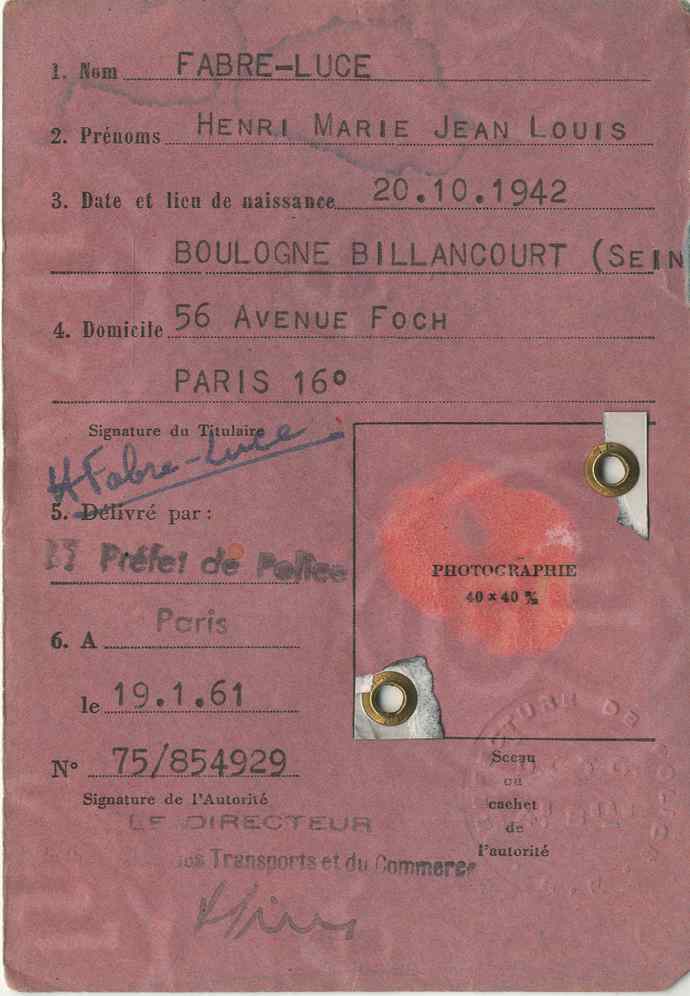 1. Nom FABRE-LUCE
2. Prénoms HENRI MARIE JEAN LOUIS
3. Date et lieu de naissance 20.10.1942
BOULOGNE BILLANCOURT (SEIN
4. Domicile 56 AVENUE FOCH
PARIS 16°
Signature du Titulaire
H Fabre-Luce
5. Délivré par :
Préfet de Police
PHOTOGRAPHIE
40 x 40 m/m
6. A Paris
le 19.1.61
N° 75/854929
Sceau
ou
cachet
de
l'autorité
Signature de l'Autorité
LE DIRECTEUR
des Transports et du Commerce